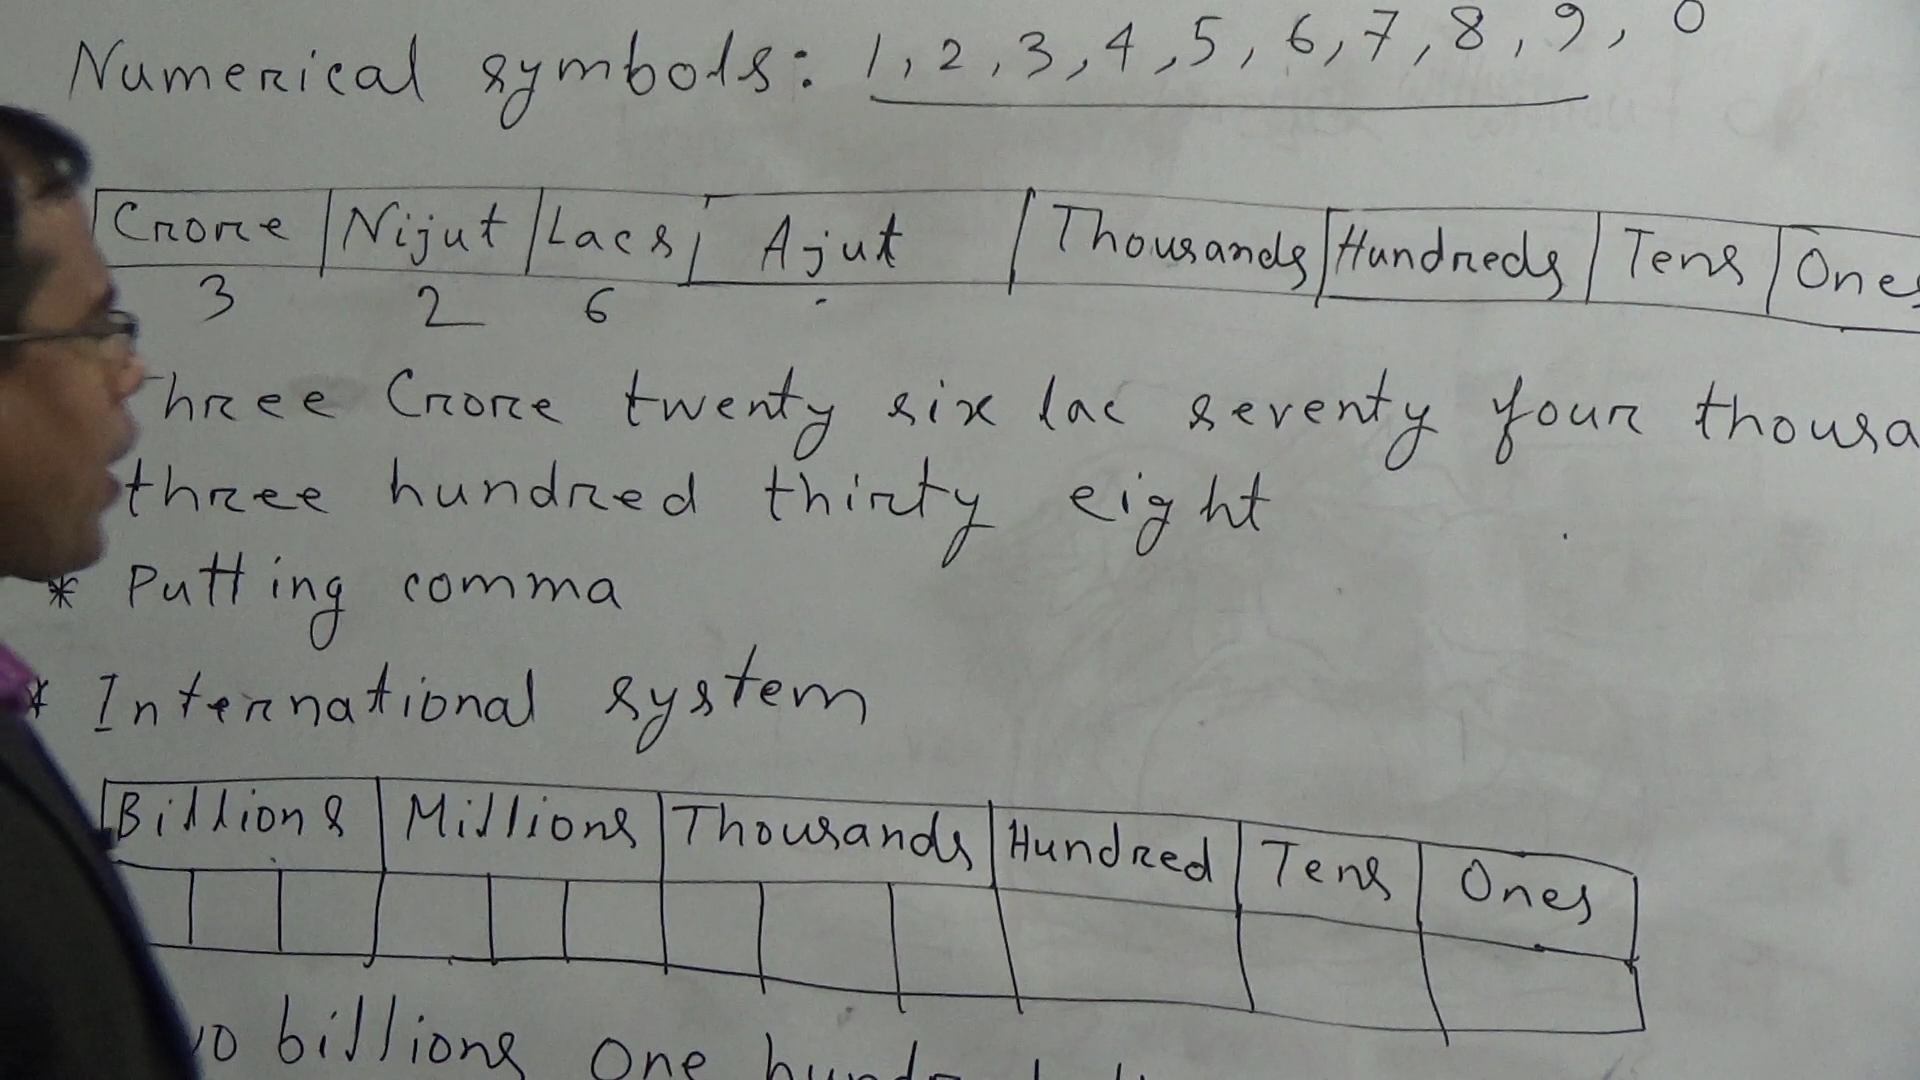 Numerical symbols: 1, 2, 3, 4, 5, 6, 7, 8, 9, 0
Crore Nijut Lacs Ajut Thousands Hundreds Tens Ones
3 2 6
Three Crore twenty six lac seventy four thousa
three hundred thirty eight
* Putting comma
* International system
Billions Millions Thousands Hundred Tens Ones
billions One